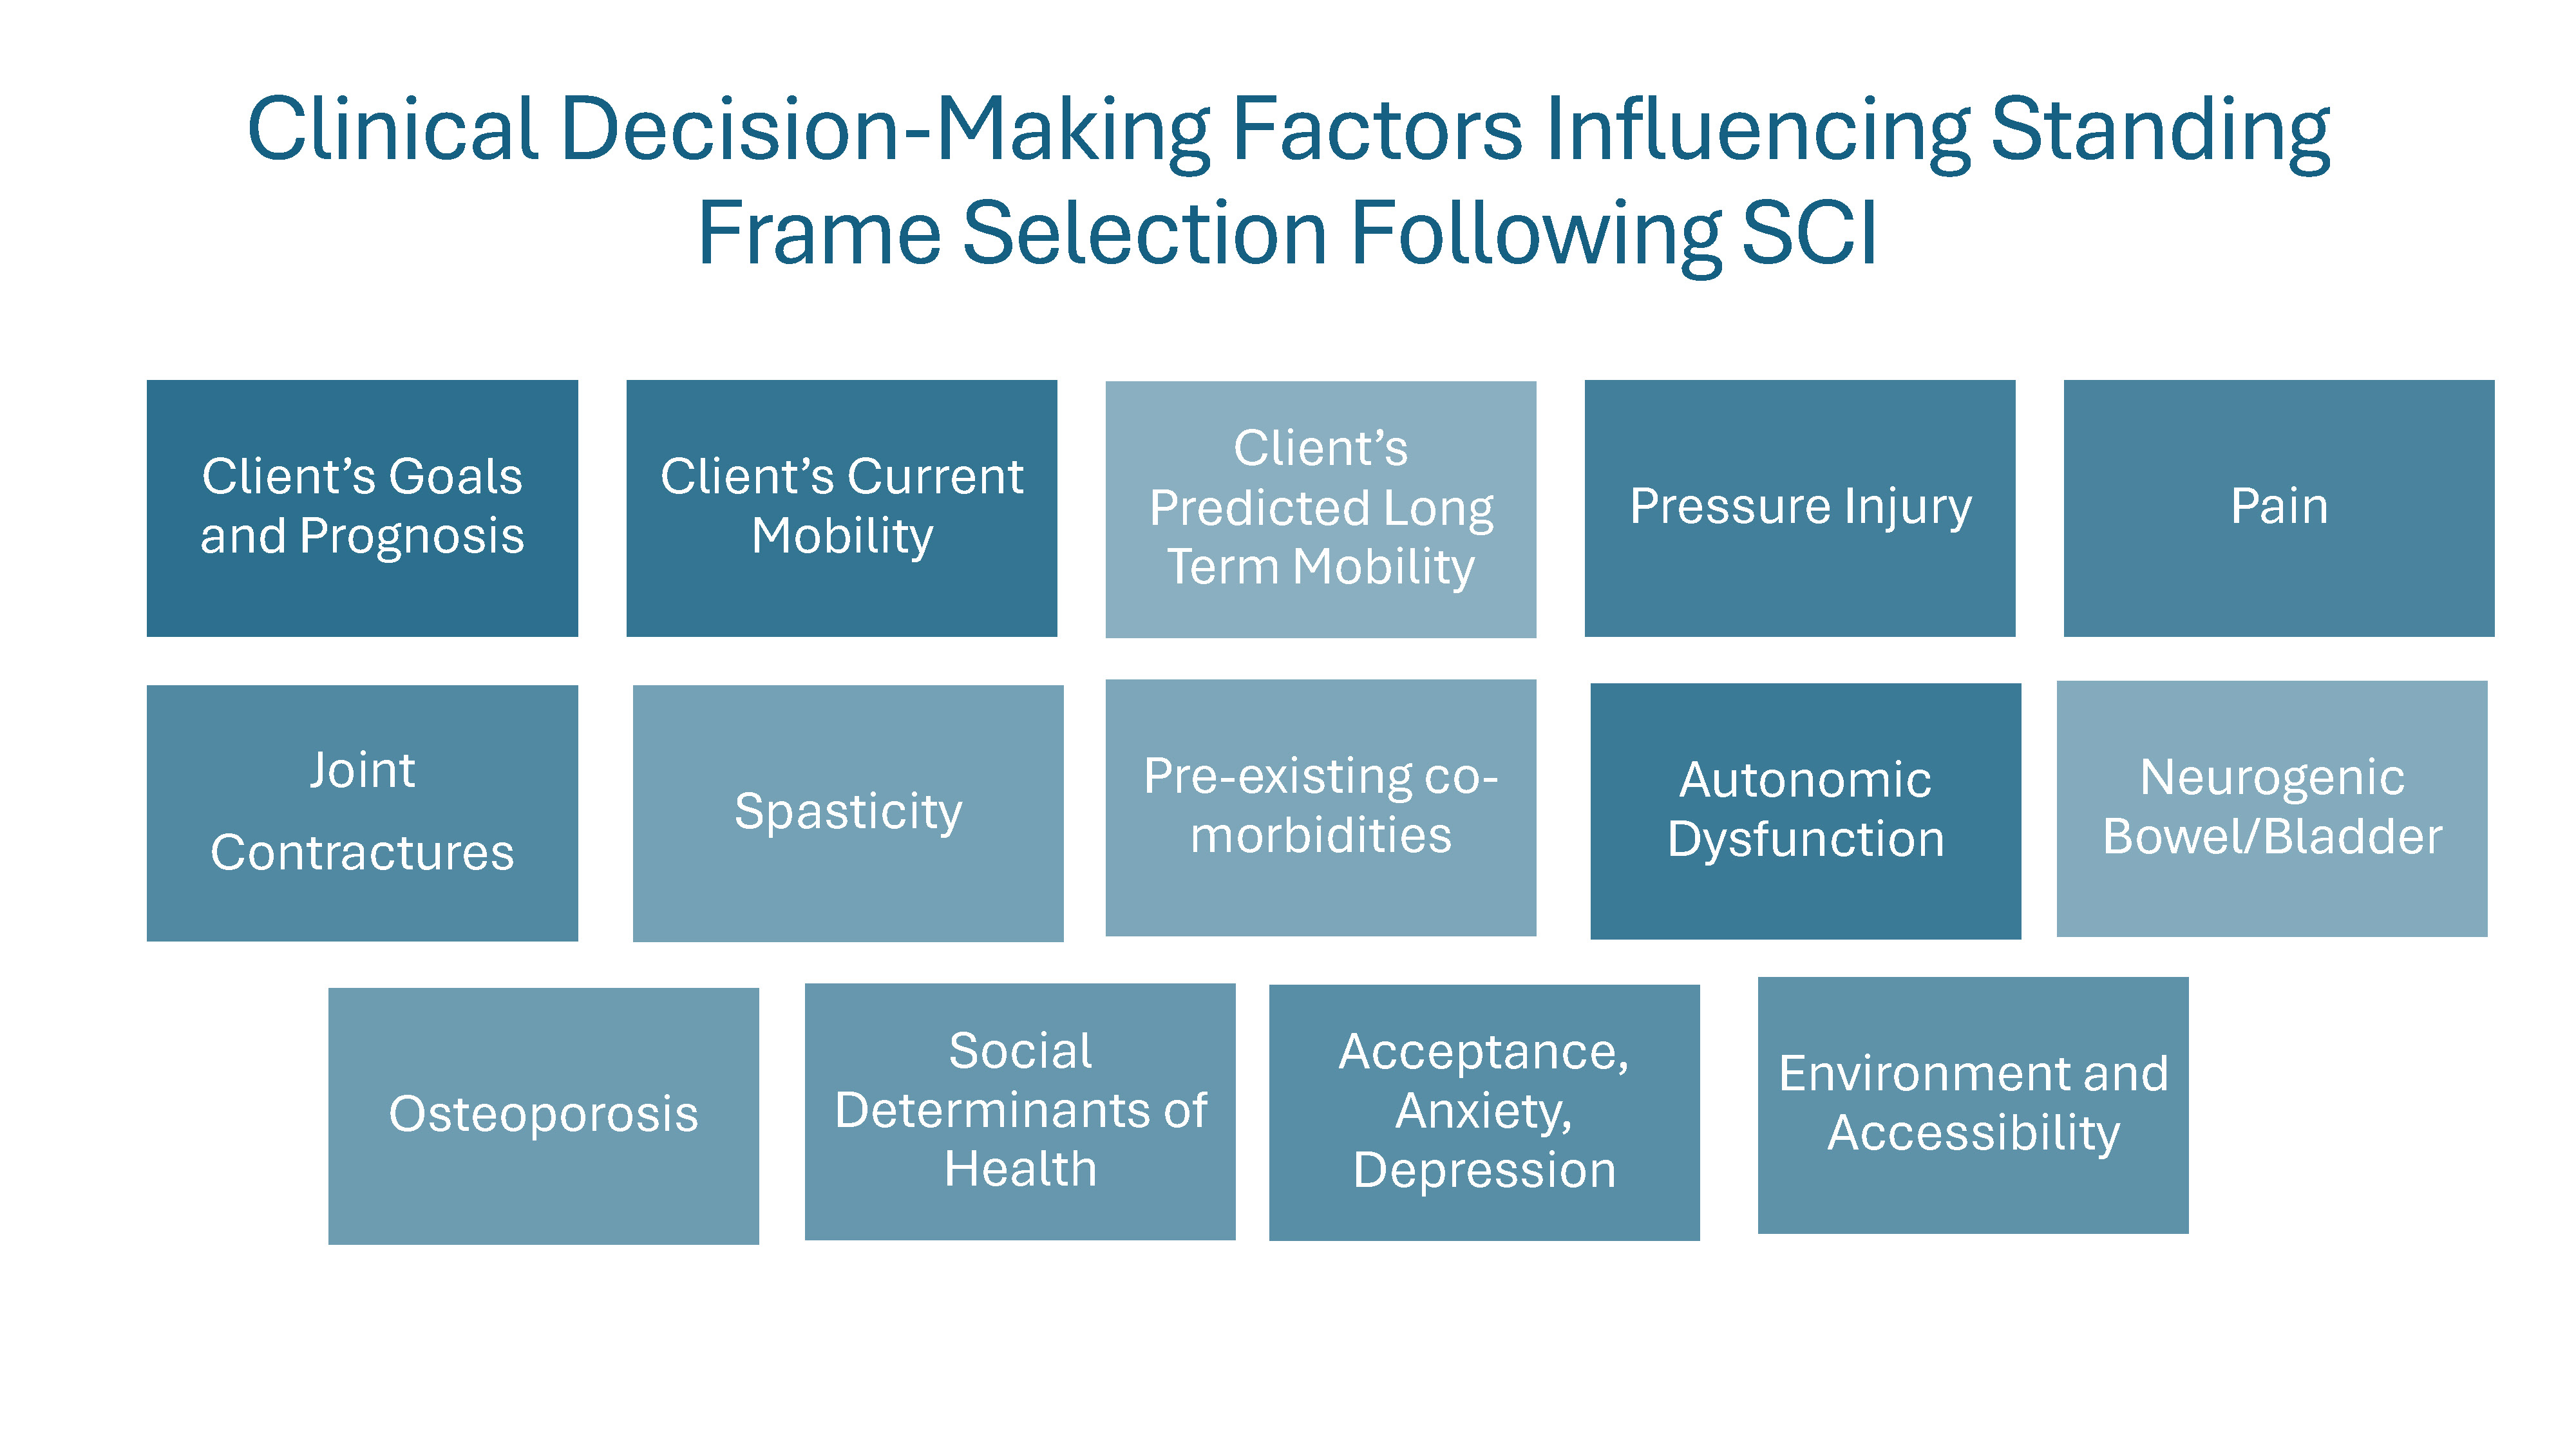 Clinical Decision-Making Factors Influencing Standing
Frame Selection Following SCI
Client’s Goals
and Prognosis
Client’s Current
Mobility
Client’s
Predicted Long
Term Mobility
Pressure Injury
Pain
Joint
Contractures
Spasticity
Pre-existing co-
morbidities
Autonomic
Dysfunction
Neurogenic
Bowel/Bladder
Osteoporosis
Social
Determinants of
Health
Acceptance,
Anxiety,
Depression
Environment and
Accessibility